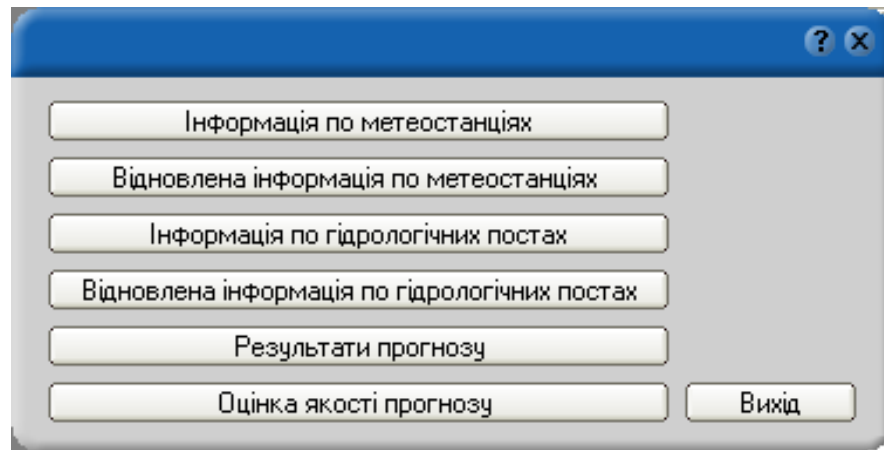 Інформація по метеостанціях
Відновлена інформація по метеостанціях
Інформація по гідрологічних постах
Відновлена інформація по гідрологічних постах
Результати прогнозу
Оцінка якості прогнозу
Вихід